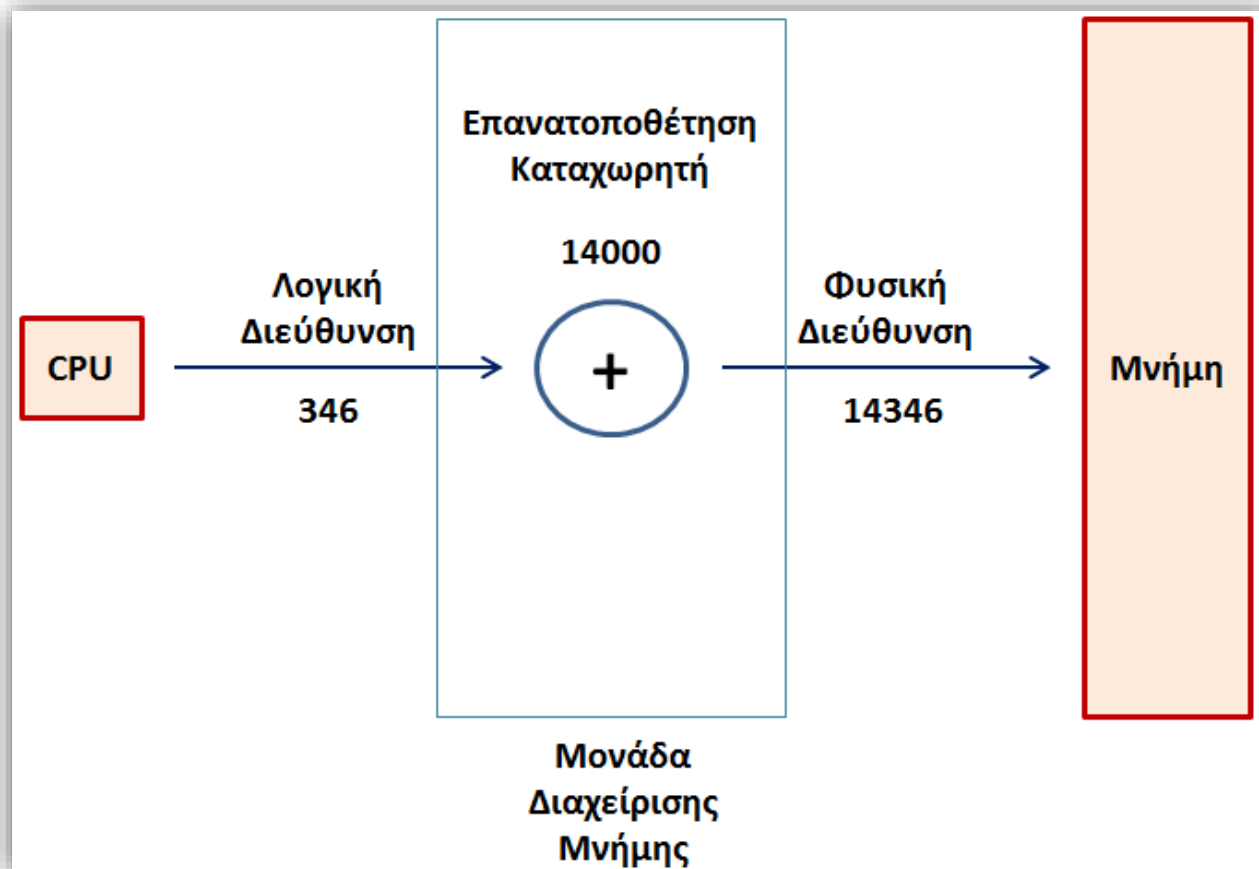 Επανατοποθέτηση
Καταχωρητή
14000
Λογική
Διεύθυνση
Φυσική
Διεύθυνση
CPU
+
Μνήμη
346
14346
Μονάδα
Διαχείρισης
Μνήμης